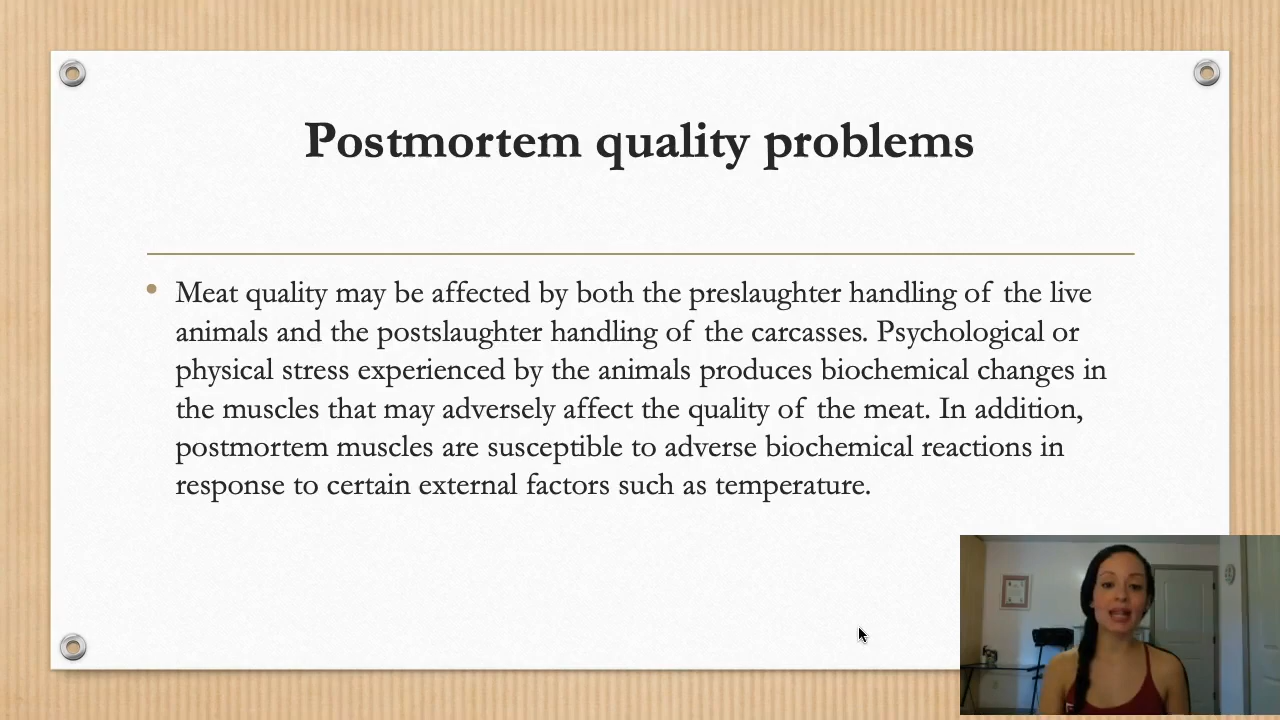 Postmortem quality problems
Meat quality may be affected by both the preslaughter handling of the live
animals and the postslaughter handling of the carcasses. Psychological or
physical stress experienced by the animals produces biochemical changes in
the muscles that may adversely affect the quality of the meat. In addition,
postmortem muscles are susceptible to adverse biochemical reactions in
response to certain external factors such as temperature.